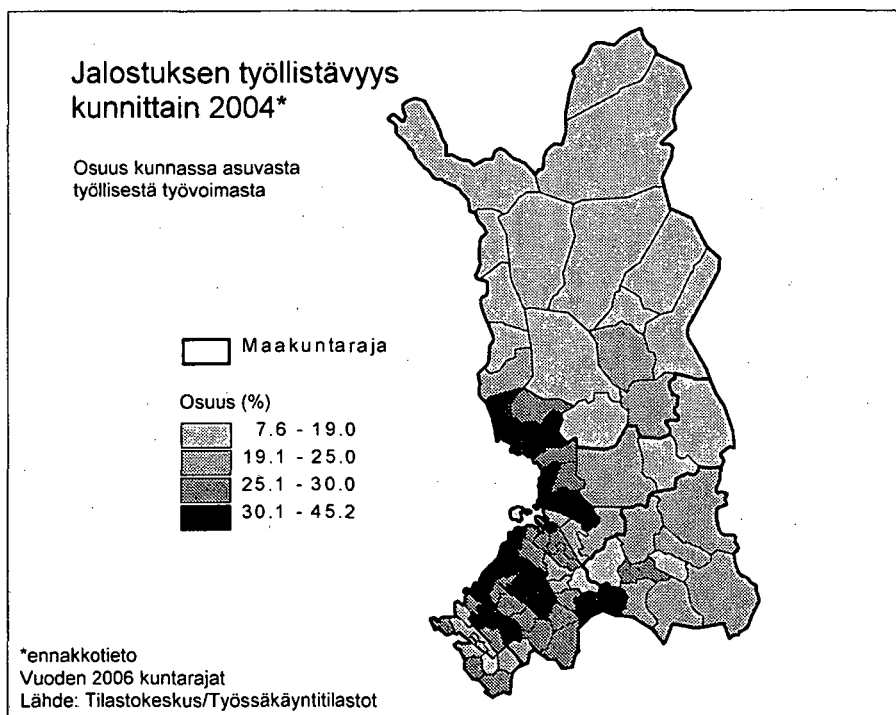 Jalostuksen työllistävyys
kunnittain 2004*
Osuus kunnassa asuvasta
työllisestä työvoimasta
Maakuntaraja
Osuus (%)
7.6 - 19.0
19.1 - 25.0
25.1 - 30.0
30.1 - 45.2
*ennakkotieto
Vuoden 2006 kuntarajat
Lähde: Tilastokeskus/Työssäkäyntitilastot